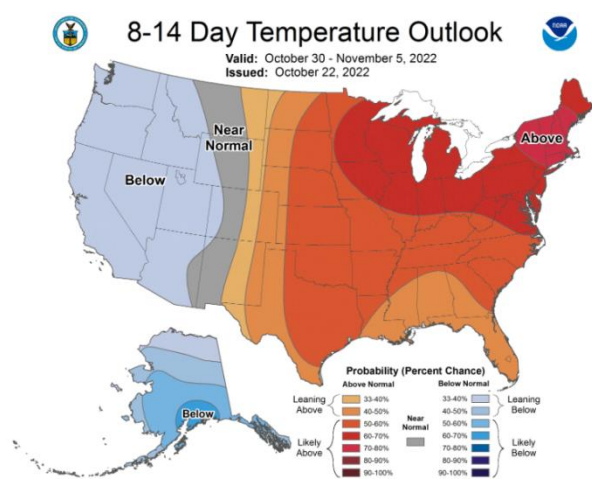 8-14 Day Temperature Outlook
Valid: October 30 - November 5, 2022
Issued: October 22, 2022
Near
Normal
Below
Above
Below
Probability (Percent Chance)
Above Normal
Below Normal
Leaning
Above
33-40%
40-50%
Likely
Above
50-60%
60-70%
70-80%
80-90%
90-100%
Near
Normal
33-40%
40-50%
Leaning
Below
50-60%
60-70%
70-80%
80-90%
90-100%
Likely
Below